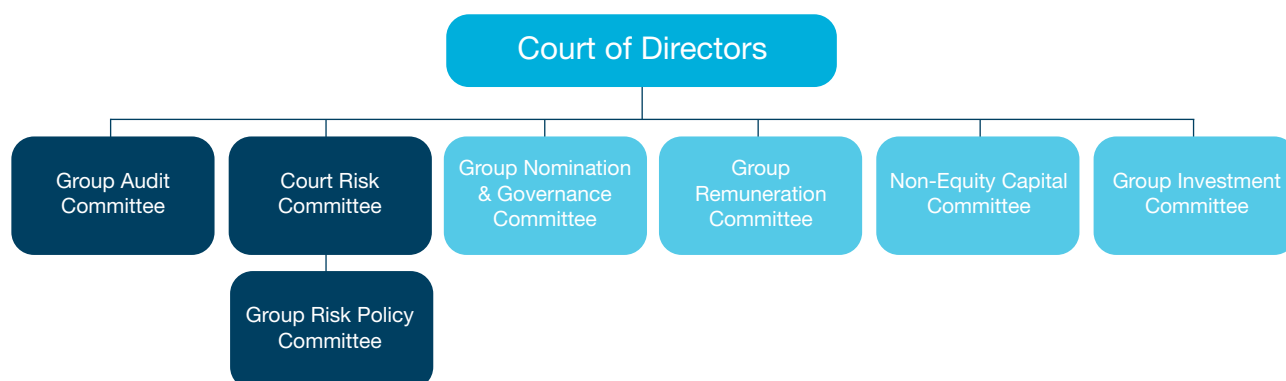 Court of Directors
Group Audit
Committee
Court Risk
Committee
Group Nomination
& Governance
Committee
Group
Remuneration
Committee
Non-Equity Capital
Committee
Group Investment
Committee
Group Risk Policy
Committee